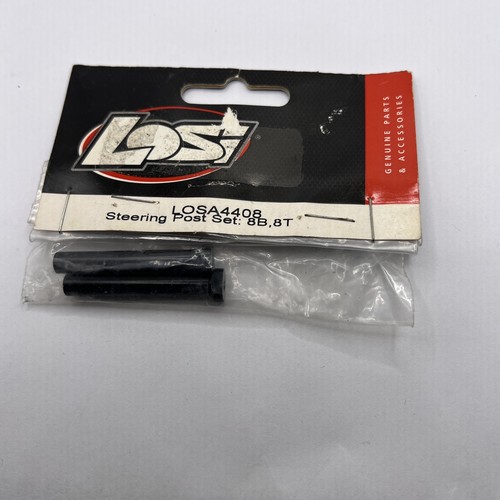 LOSi
GENUINE PARTS
& ACCESSORIES
LOSA4408
Steering Post Set: 8B,8T